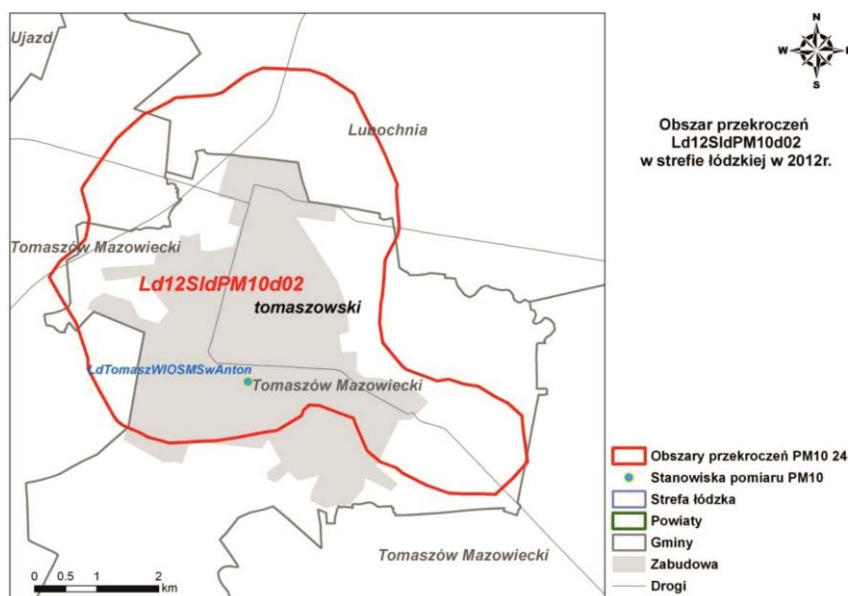 Ujazd
Lubochnia
Tomaszów Mazowiecki
Ld12SldPM10d02
tomaszowski
LdTomaszWIOSMSwAnton
Tomaszów Mazowiecki
Tomaszów Mazowiecki
0 0.5 1 2
km
N
W E
S
Obszar przekroczeń
Ld12SldPM10d02
w strefie łódzkiej w 2012r.
Obszary przekroczeń PM10 24
Stanowiska pomiaru PM10
Strefa łódzka
Powiaty
Gminy
Zabudowa
Drogi